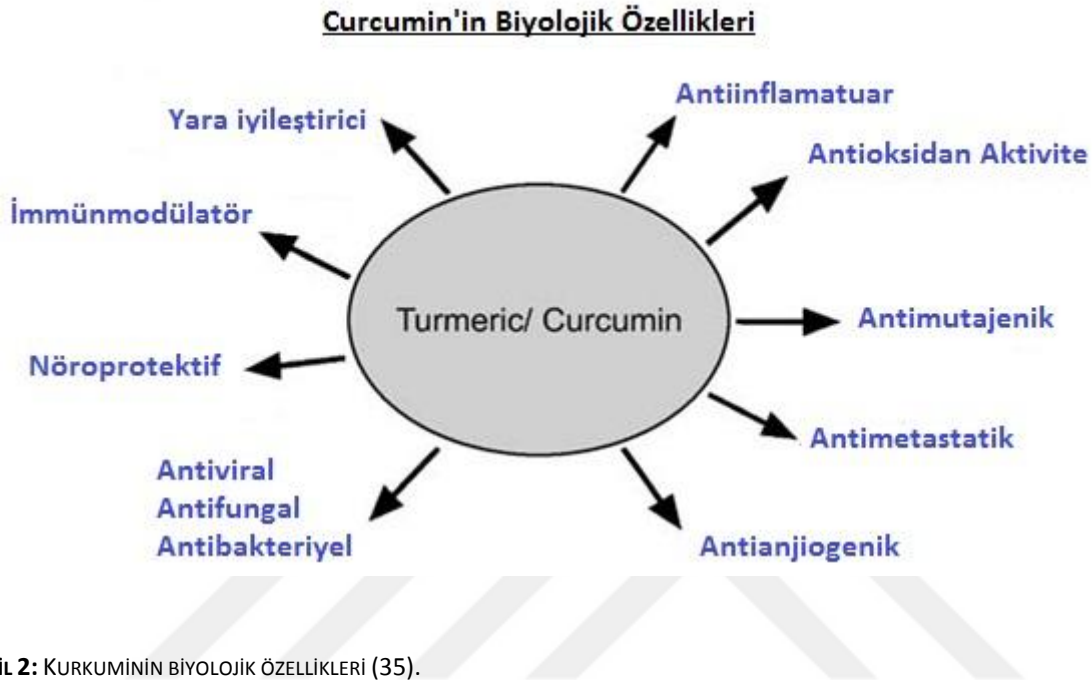 Curcumin'in Biyolojik Özellikleri
Antiinflamatuar
Yara iyileştirici
Antioksidan Aktivite
İmmünmodülatör
Turmeric/ Curcumin
Antimutajenik
Nöroprotektif
Antimetastatik
Antiviral
Antifungal
Antibakteriyel
Antianjiogenik
İL 2: KURKUMİNİN BİYOLOJİK ÖZELLİKLERİ (35).